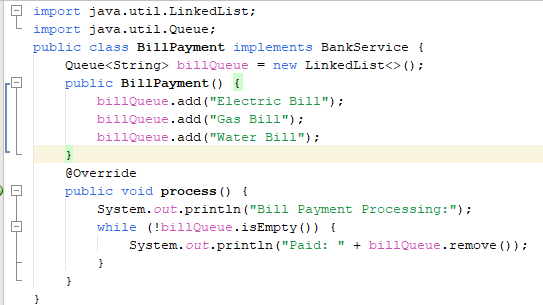 import java.util.LinkedList;
import java.util.Queue;
public class BillPayment implements BankService {
    Queue<String> billQueue = new LinkedList<>();
    public BillPayment() {
        billQueue.add("Electric Bill");
        billQueue.add("Gas Bill");
        billQueue.add("Water Bill");
    }
    @Override
    public void process() {
        System.out.println("Bill Payment Processing:");
        while (!billQueue.isEmpty()) {
            System.out.println("Paid: " + billQueue.remove());
        }
    }
}